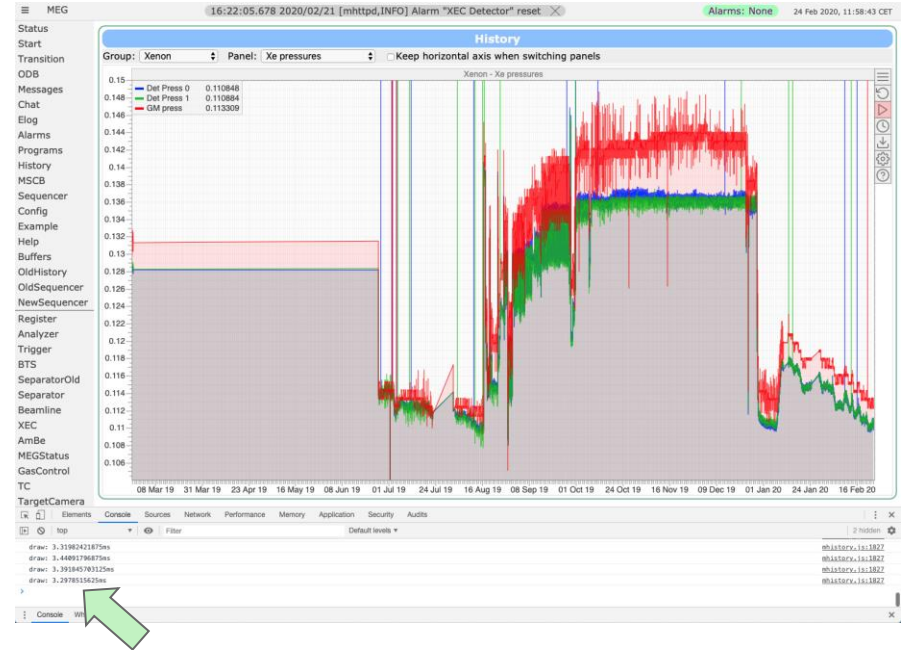 ≡ MEG 16:22:05.678 2020/02/21 [mhttpd,INFO] Alarm "XEC Detector" reset Alarms: None 24 Feb 2020, 11:58:43 CET
Status
Start
Transition
ODB
Messages
Chat
Elog
Alarms
Programs
History
MSCB
Sequencer
Config
Example
Help
Buffers
OldHistory
OldSequencer
NewSequencer
Register
Analyzer
Trigger
BTS
SeparatorOld
Separator
Beamline
XEC
AmBe
MEGStatus
GasControl
TC
TargetCamera
History
Group: Xenon Panel: Xe pressures Keep horizontal axis when switching panels
Xenon - Xe pressures
Det Press 0 0.110848
Det Press 1 0.110884
GM press 0.113309
0.15
0.148
0.146
0.144
0.142
0.14
0.138
0.136
0.134
0.132
0.13
0.128
0.126
0.124
0.122
0.12
0.118
0.116
0.114
0.112
0.11
0.108
0.106
08 Mar 19 31 Mar 19 23 Apr 19 16 May 19 08 Jun 19 01 Jul 19 24 Jul 19 16 Aug 19 08 Sep 19 01 Oct 19 24 Oct 19 16 Nov 19 09 Dec 19 01 Jan 20 24 Jan 20 16 Feb 20
Elements Console Sources Network Performance Memory Application Security Audits
top Filter Default levels ▾ 2 hidden
draw: 3.31982421875ms mhistory.js:1827
draw: 3.44091796875ms mhistory.js:1827
draw: 3.391845703125ms mhistory.js:1827
draw: 3.2978515625ms mhistory.js:1827
>
Console